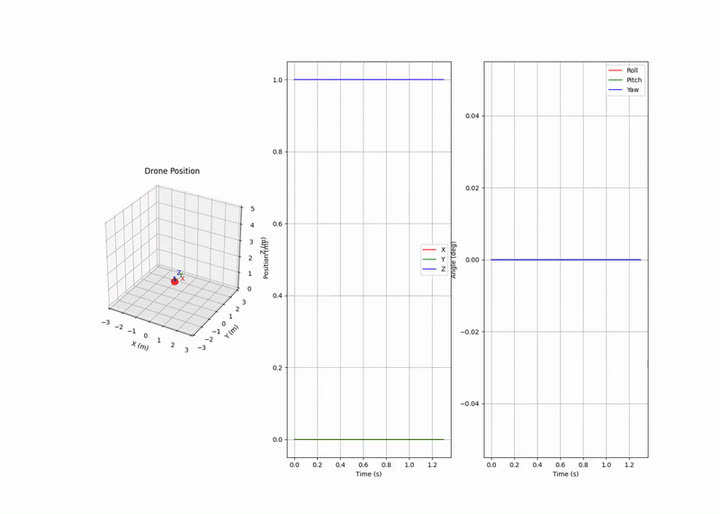 Drone Position
5
4
3
2
1
0
Z (m)
Z
X
−3 −2 −1 0 1 2 3
X (m)
−3 −2 −1 0 1 2 3
Y (m)
1.0
0.8
0.6
0.4
0.2
0.0
Position (m)
X
Y
Z
0.0 0.2 0.4 0.6 0.8 1.0 1.2
Time (s)
Roll
Pitch
Yaw
0.04
0.02
0.00
−0.02
−0.04
Angle (deg)
0.0 0.2 0.4 0.6 0.8 1.0 1.2
Time (s)